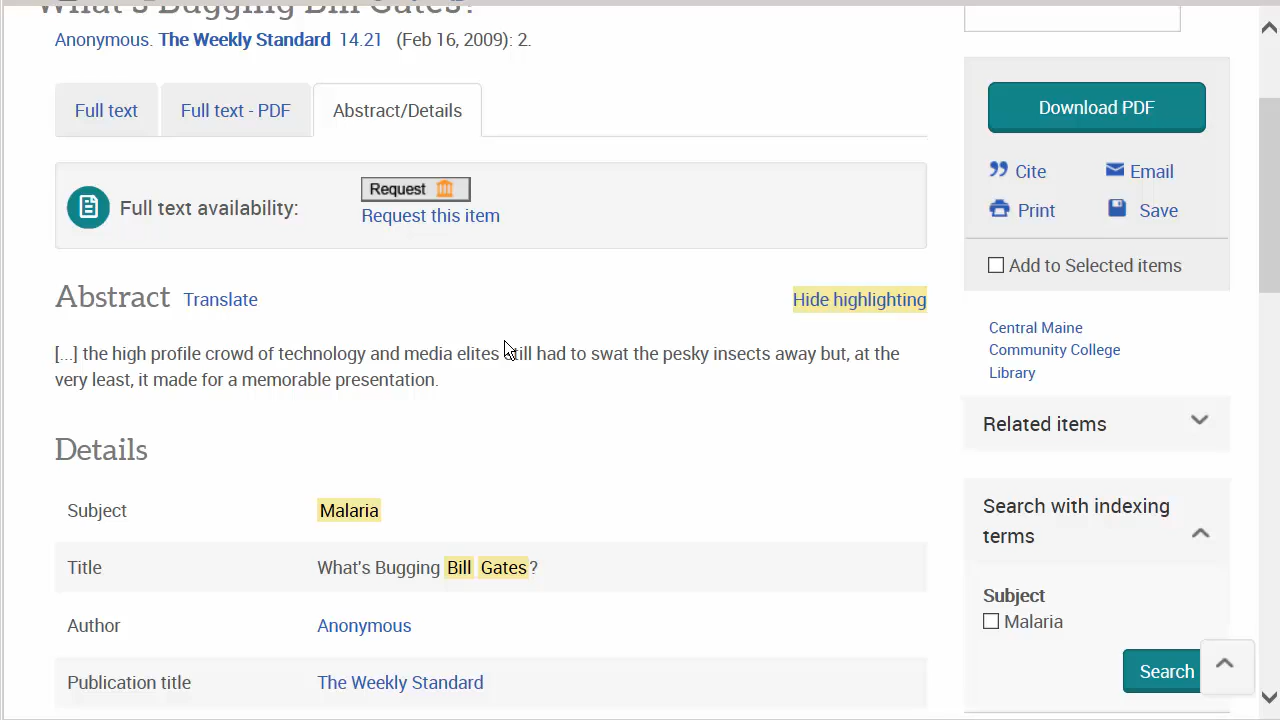 What's Bugging Bill Gates?
Anonymous. The Weekly Standard 14.21 (Feb 16, 2009): 2.
Full text
Full text - PDF
Abstract/Details
Full text availability:
Request
Request this item
Abstract Translate
Hide highlighting
[...] the high profile crowd of technology and media elites still had to swat the pesky insects away but, at the
very least, it made for a memorable presentation.
Details
Subject Malaria
Title What's Bugging Bill Gates?
Author Anonymous
Publication title The Weekly Standard
Download PDF
Cite Email
Print Save
Add to Selected items
Central Maine
Community College
Library
Related items
Search with indexing
terms
Subject
Malaria
Search